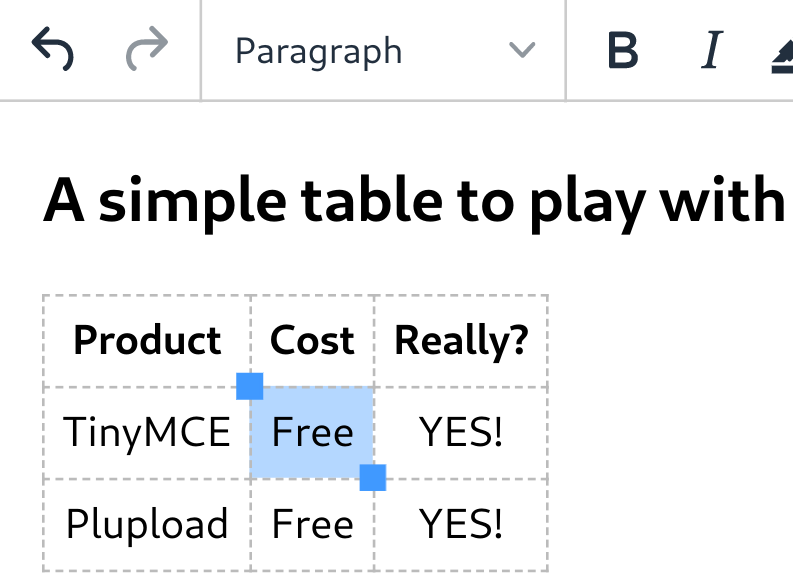 Paragraph B I
A simple table to play with
Product Cost Really?
TinyMCE Free YES!
Plupload Free YES!